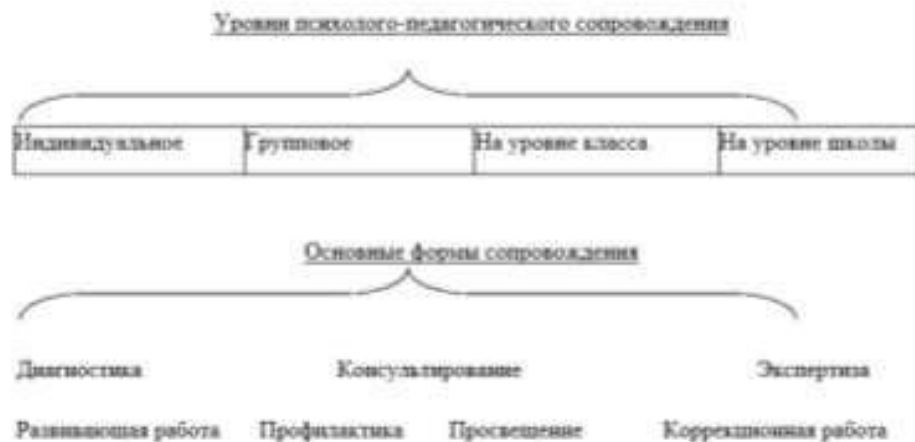 Уровни психолого-педагогического сопровождения
Индивидуальное Групповое На уровне класса На уровне школы
Основные формы сопровождения
Диагностика Консультирование Экспертиза
Развивающая работа Профилактика Просвещение Коррекционная работа